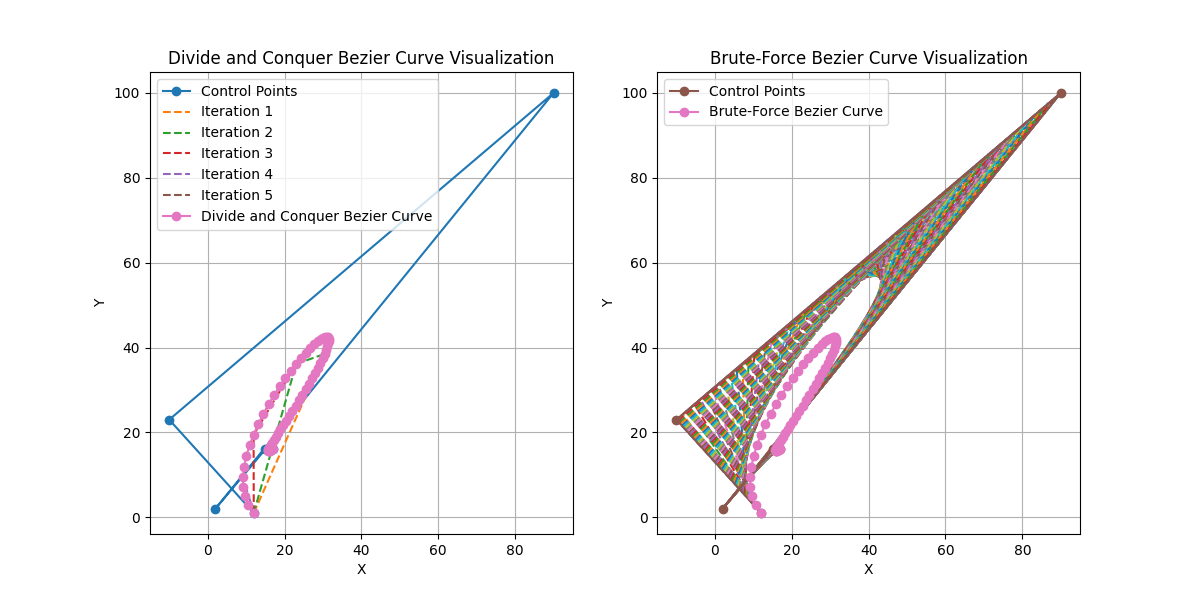 Divide and Conquer Bezier Curve Visualization
Control Points
Iteration 1
Iteration 2
Iteration 3
Iteration 4
Iteration 5
Divide and Conquer Bezier Curve
100
80
60
40
20
0
Y
0 20 40 60 80
X
Brute-Force Bezier Curve Visualization
Control Points
Brute-Force Bezier Curve
100
80
60
40
20
0
Y
0 20 40 60 80
X